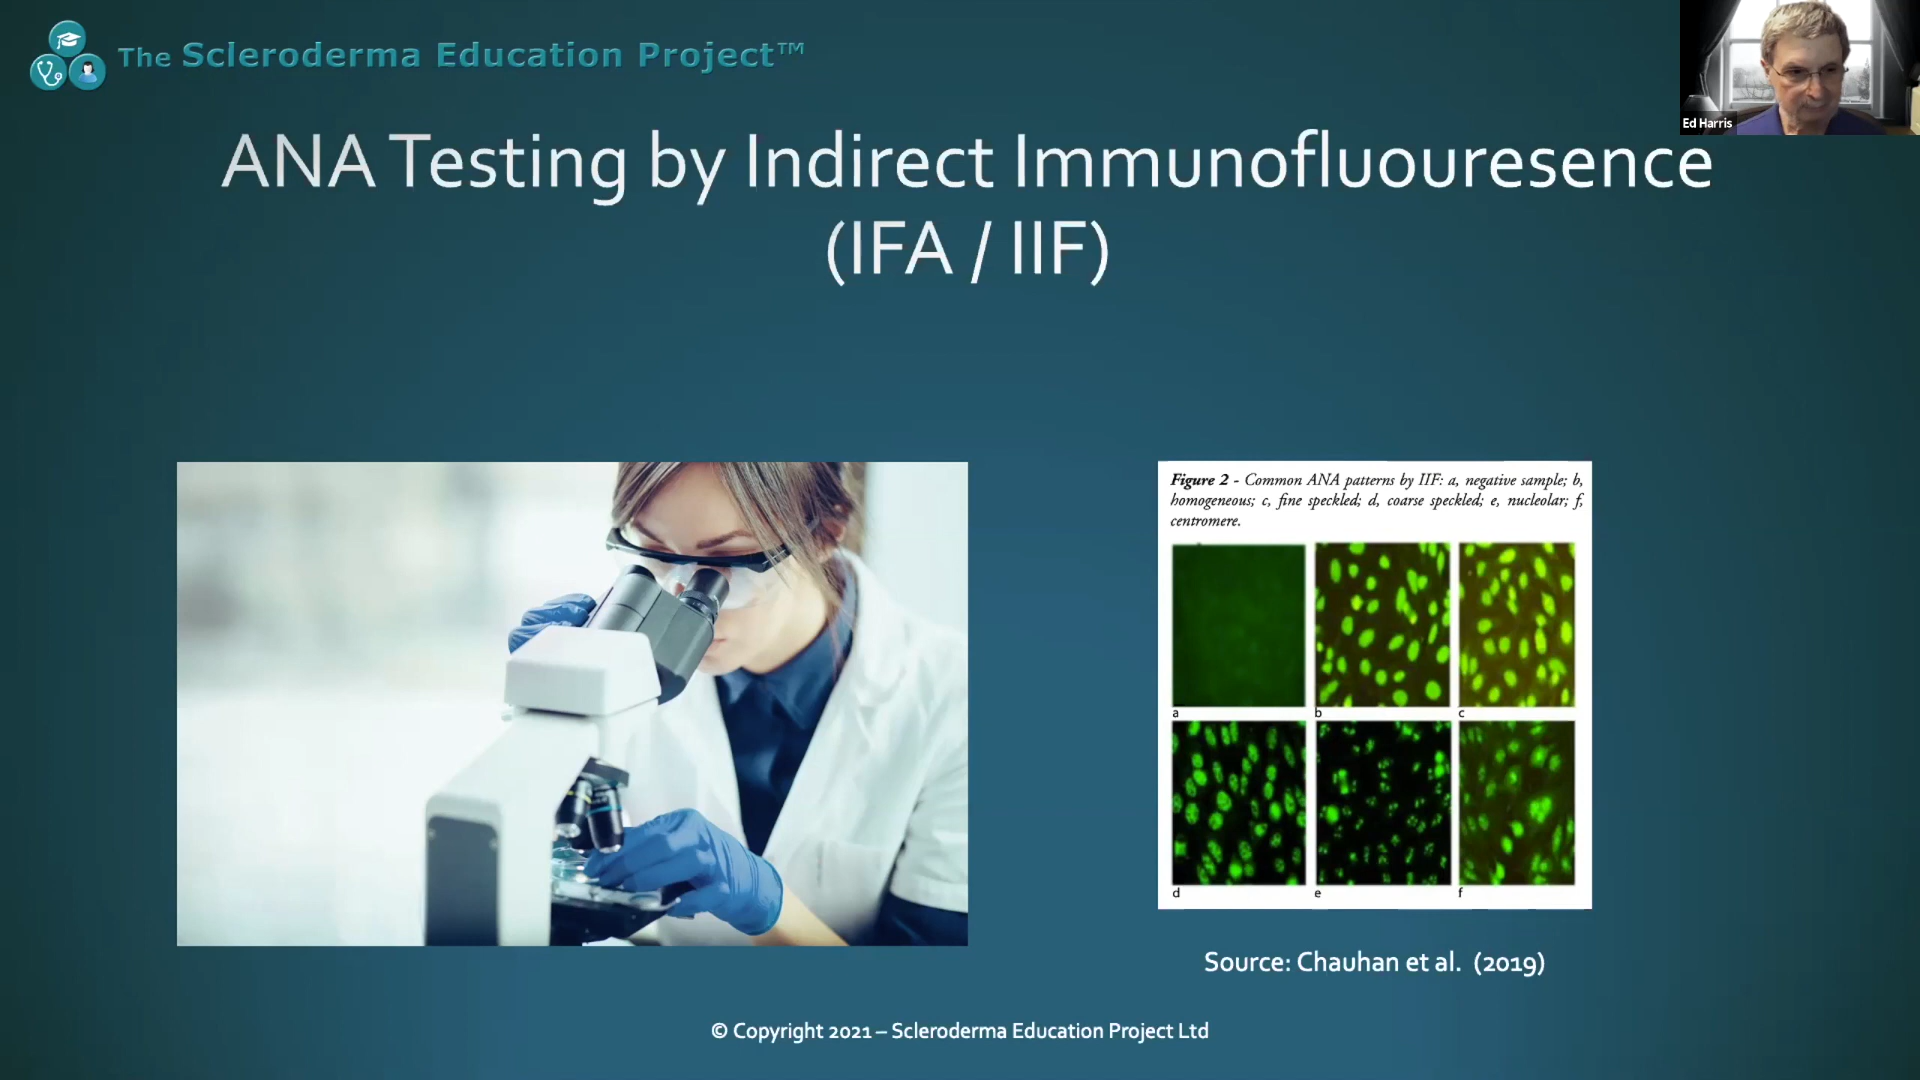 The Scleroderma Education Project™
Ed Harris
ANA Testing by Indirect Immunofluouresence
(IFA / IIF)
Figure 2 - Common ANA patterns by IIF: a, negative sample; b,
homogeneous; c, fine speckled; d, coarse speckled; e, nucleolar; f,
centromere.
a
b
c
d
e
f
Source: Chauhan et al. (2019)
© Copyright 2021 – Scleroderma Education Project Ltd